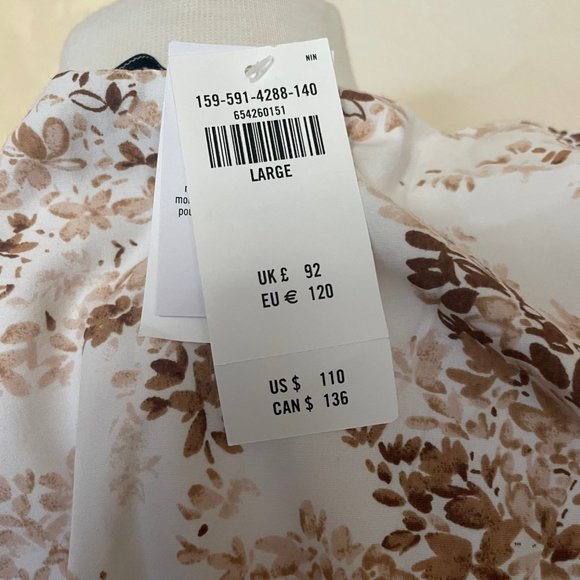 NIN
159-591-4288-140
654260151
LARGE
UK £ 92
EU € 120
US $ 110
CAN $ 136